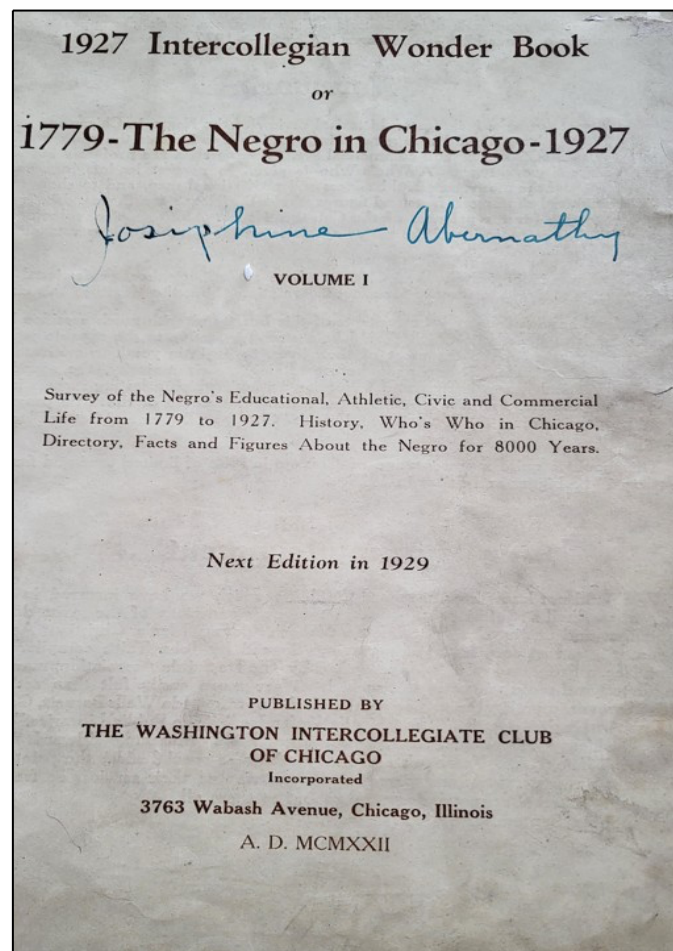 1927 Intercollegian Wonder Book
or
1779-The Negro in Chicago-1927
Josiphine Abernathy
VOLUME I
Survey of the Negro's Educational, Athletic, Civic and Commercial
Life from 1779 to 1927. History, Who's Who in Chicago,
Directory, Facts and Figures About the Negro for 8000 Years.
Next Edition in 1929
PUBLISHED BY
THE WASHINGTON INTERCOLLEGIATE CLUB
OF CHICAGO
Incorporated
3763 Wabash Avenue, Chicago, Illinois
A. D. MCMXXII